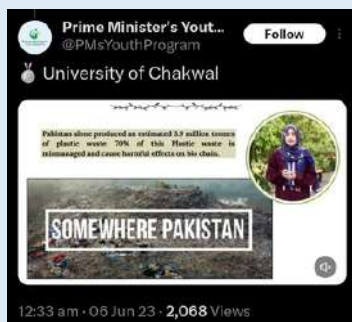 Prime Minister's Yout...
@PMsYouthProgram
Follow
University of Chakwal
Pakistan alone produced an estimated 3.9 million tonnes
of plastic waste 70% of this Plastic waste is
mismanaged and cause harmful effects on bio chain.
SOMEWHERE PAKISTAN
12:33 am · 06 Jun 23 · 2,068 Views